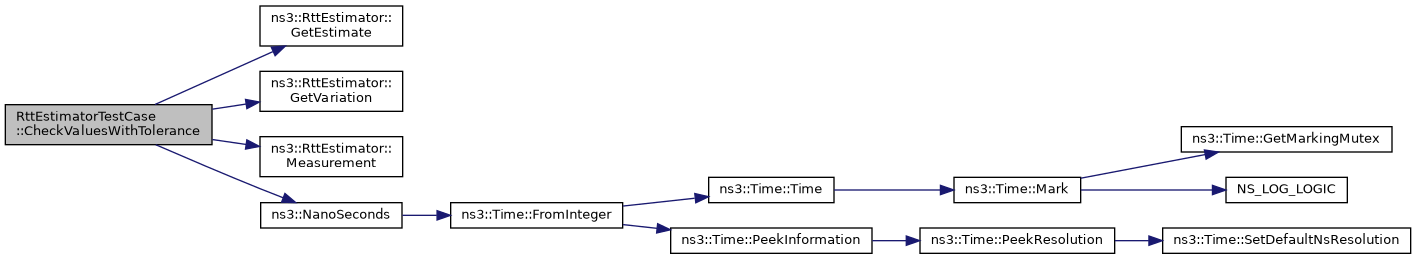 RttEstimatorTestCase
::CheckValuesWithTolerance
ns3::RttEstimator::
GetEstimate
ns3::RttEstimator::
GetVariation
ns3::RttEstimator::
Measurement
ns3::NanoSeconds
ns3::Time::FromInteger
ns3::Time::Time
ns3::Time::Mark
ns3::Time::GetMarkingMutex
NS_LOG_LOGIC
ns3::Time::PeekInformation
ns3::Time::PeekResolution
ns3::Time::SetDefaultNsResolution